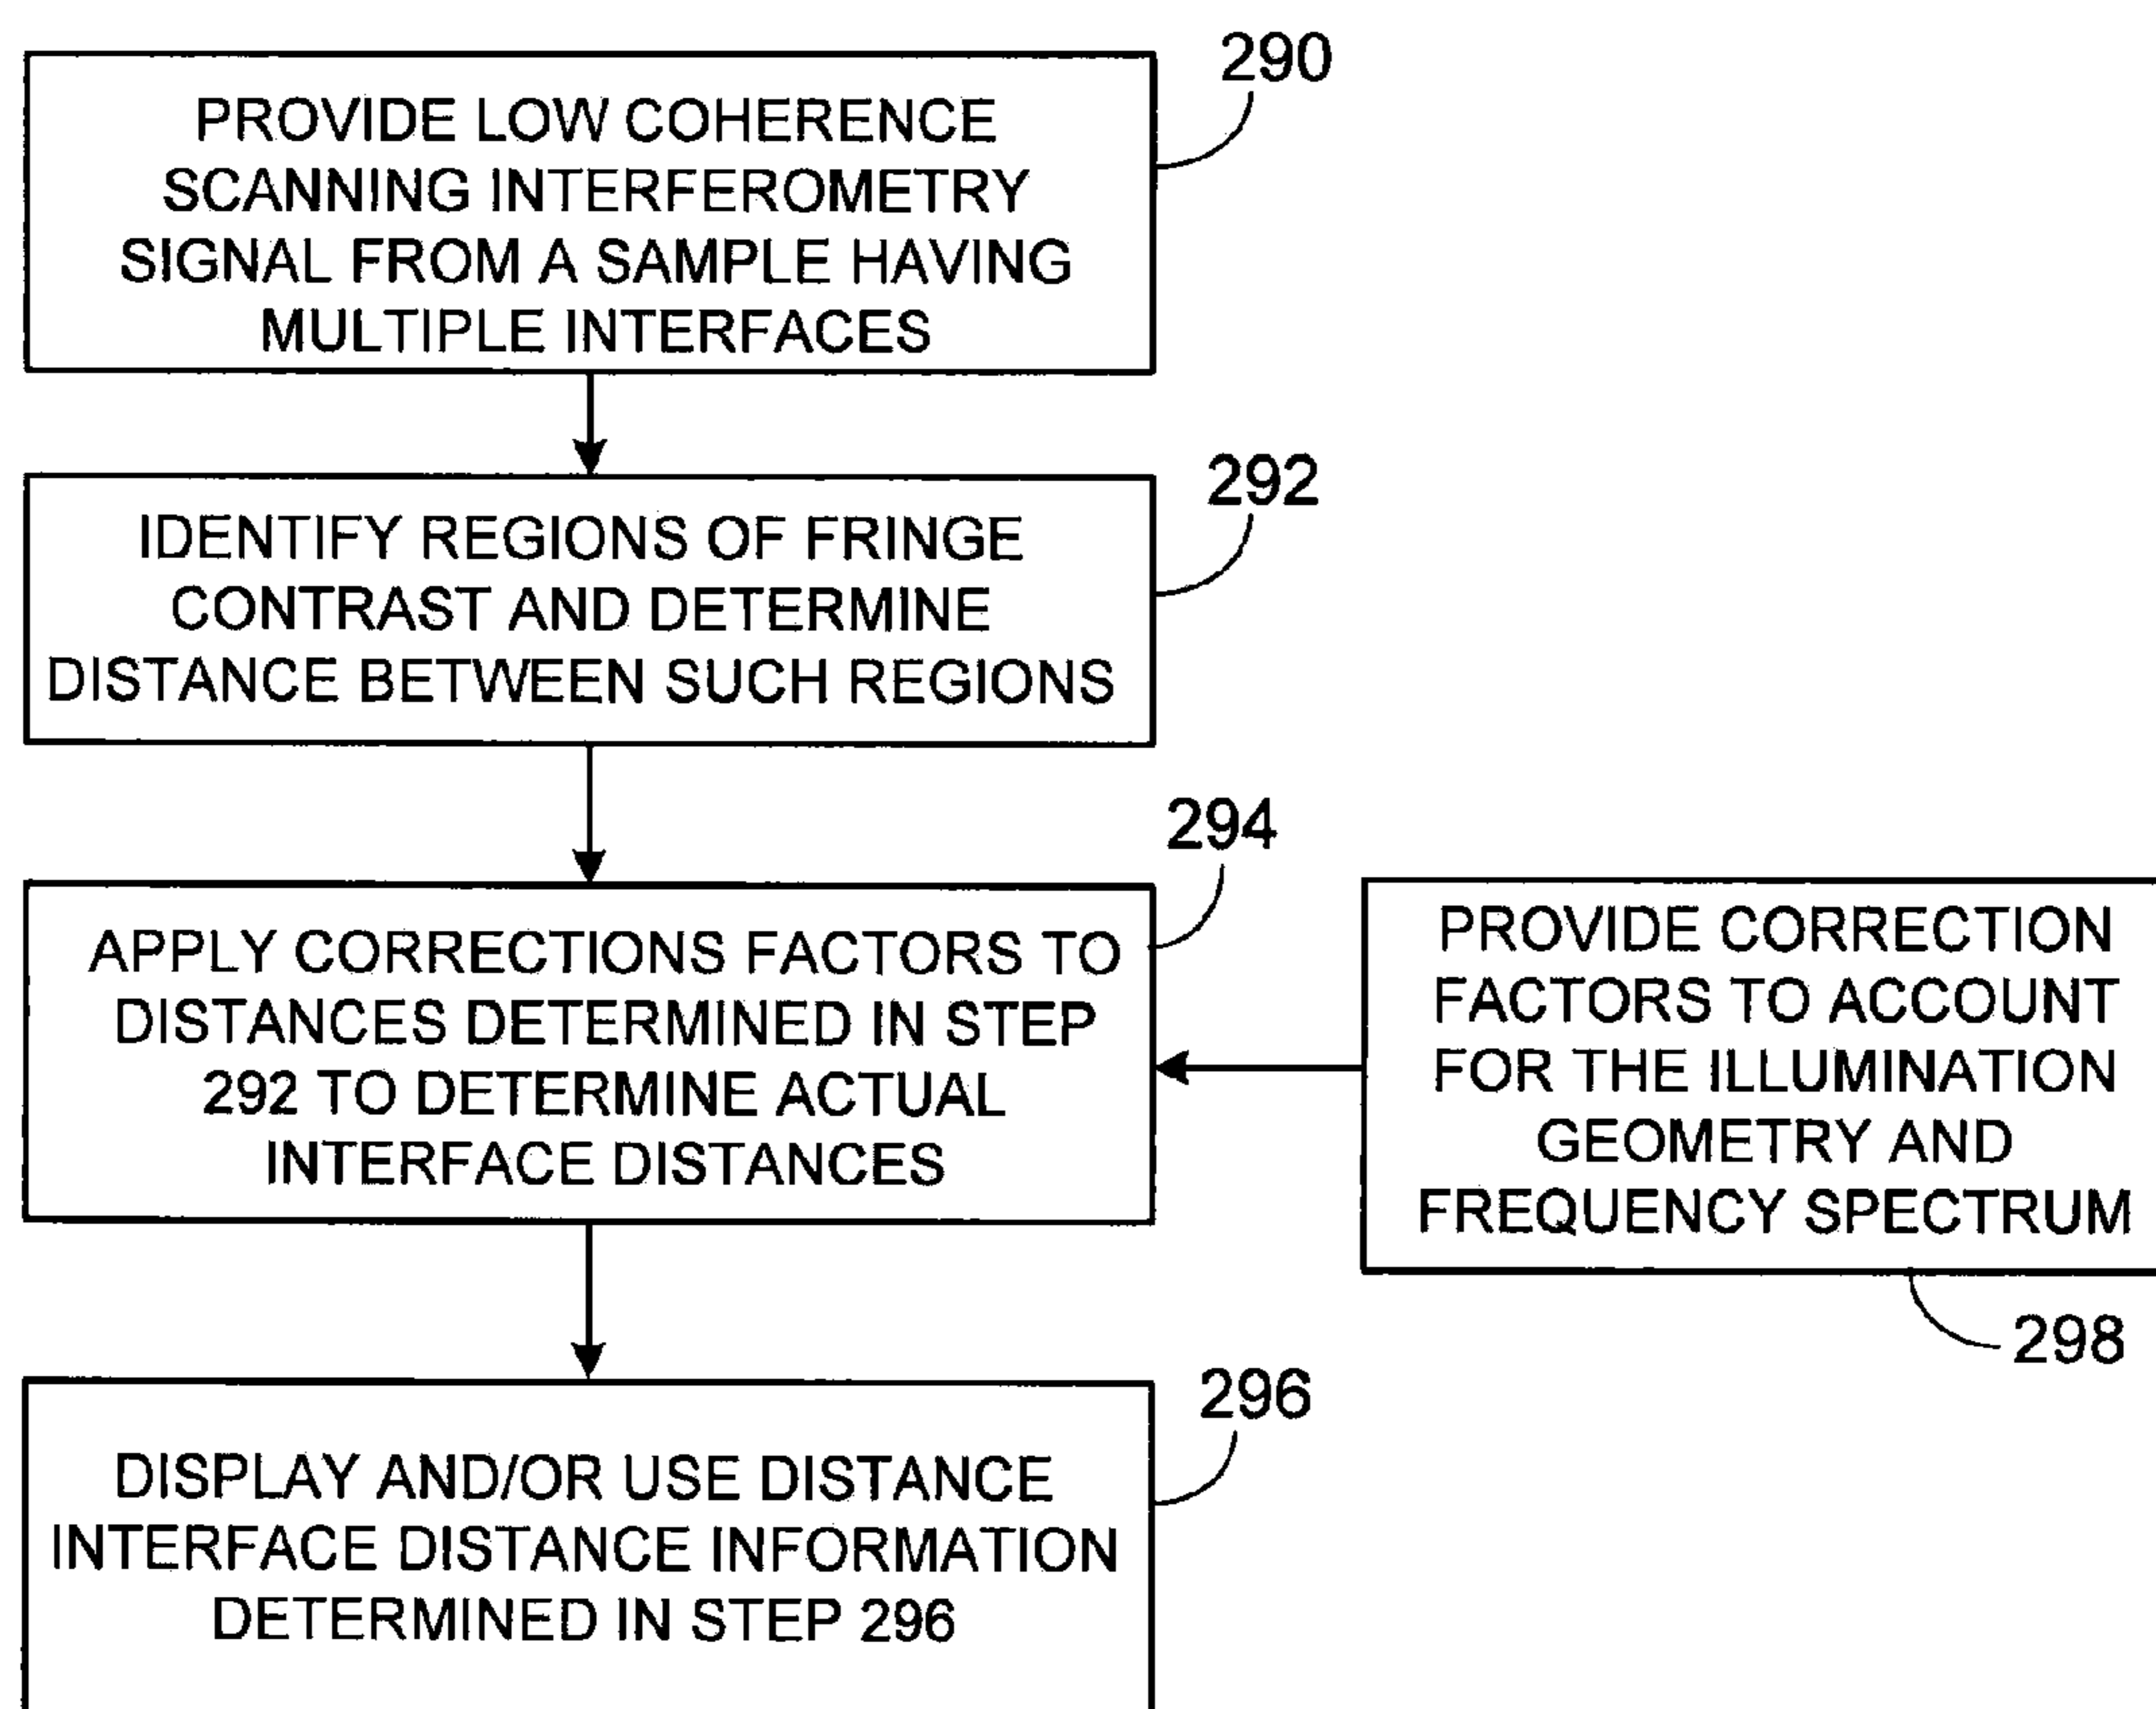 290
PROVIDE LOW COHERENCE
SCANNING INTERFEROMETRY
SIGNAL FROM A SAMPLE HAVING
MULTIPLE INTERFACES
292
IDENTIFY REGIONS OF FRINGE
CONTRAST AND DETERMINE
DISTANCE BETWEEN SUCH REGIONS
294
APPLY CORRECTIONS FACTORS TO
DISTANCES DETERMINED IN STEP
292 TO DETERMINE ACTUAL
INTERFACE DISTANCES
PROVIDE CORRECTION
FACTORS TO ACCOUNT
FOR THE ILLUMINATION
GEOMETRY AND
FREQUENCY SPECTRUM
298
296
DISPLAY AND/OR USE DISTANCE
INTERFACE DISTANCE INFORMATION
DETERMINED IN STEP 296